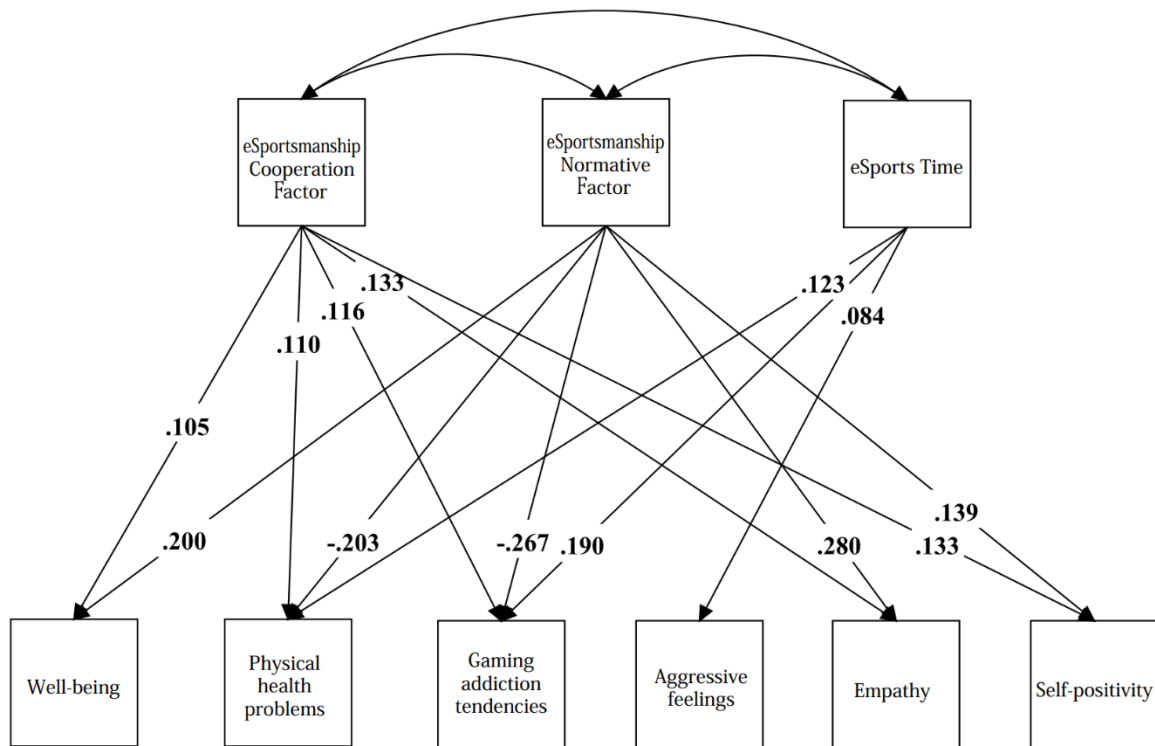 eSportsmanship
Cooperation
Factor
eSportsmanship
Normative
Factor
eSports Time
.133
.123
.116
.084
.110
.105
.139
.200
-.203
-.267
.190
.280
.133
Well-being
Physical
health
problems
Gaming
addiction
tendencies
Aggressive
feelings
Empathy
Self-positivity